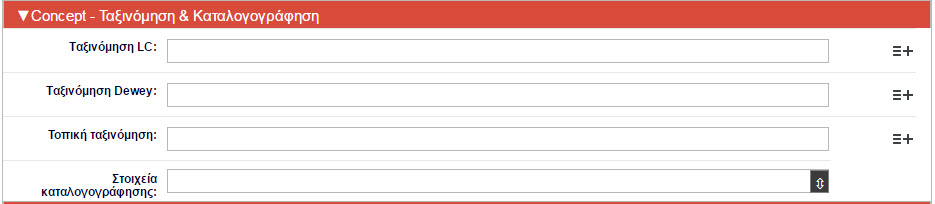 ▼Concept - Ταξινόμηση & Καταλογογράφηση
Ταξινόμηση LC:
Ταξινόμηση Dewey:
Τοπική ταξινόμηση:
Στοιχεία
καταλογογράφησης: